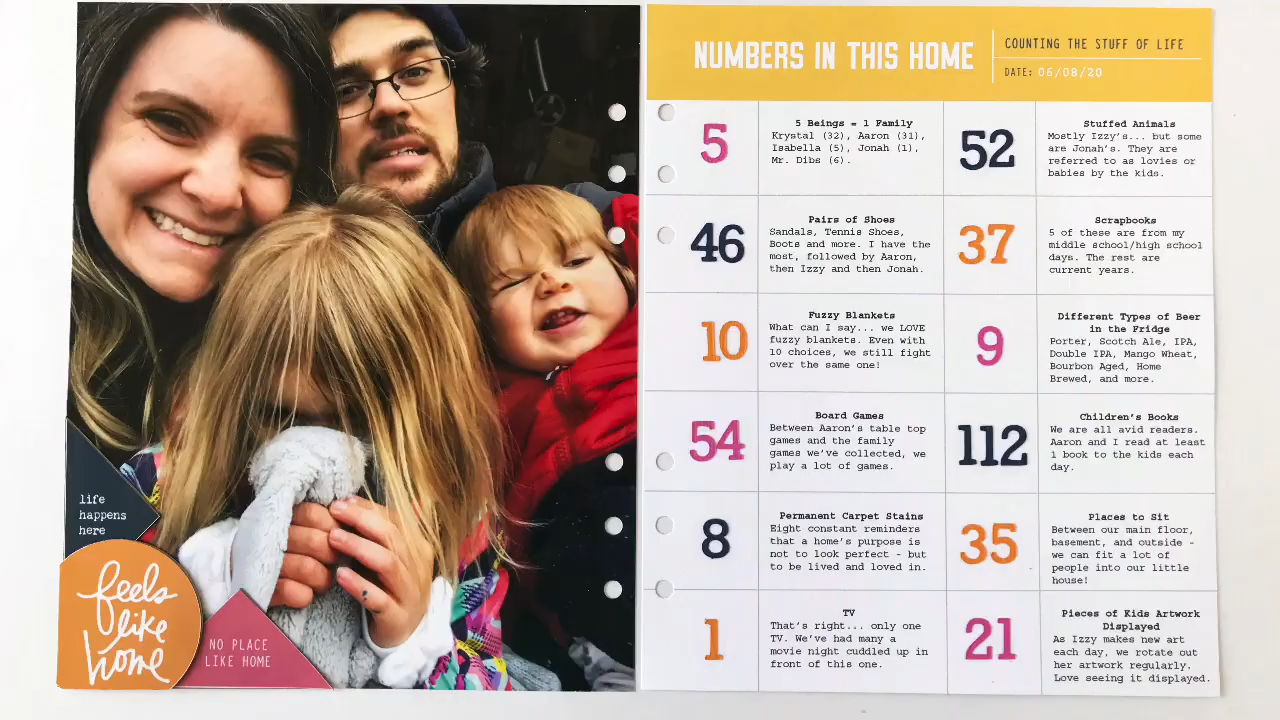 life
happens
here
feels
like
home
NO PLACE
LIKE HOME
NUMBERS IN THIS HOME
COUNTING THE STUFF OF LIFE
DATE: 06/08/20
5
5 Beings = 1 Family
Krystal (32), Aaron (31),
Isabella (5), Jonah (1),
Mr. Dibs (6).
52
Stuffed Animals
Mostly Izzy's... but some
are Jonah's. They are
referred to as lovies or
babies by the kids.
46
Pairs of Shoes
Sandals, Tennis Shoes,
Boots and more. I have the
most, followed by Aaron,
then Izzy and then Jonah.
37
Scrapbooks
5 of these are from my
middle school/high school
days. The rest are
current years.
10
Fuzzy Blankets
What can I say... we LOVE
fuzzy blankets. Even with
10 choices, we still fight
over the same one!
9
Different Types of Beer
in the Fridge
Porter, Scotch Ale, IPA,
Double IPA, Mango Wheat,
Bourbon Aged, Home
Brewed, and more.
54
Board Games
Between Aaron's table top
games and the family
games we've collected, we
play a lot of games.
112
Children's Books
We are all avid readers.
Aaron and I read at least
1 book to the kids each
day.
8
Permanent Carpet Stains
Eight constant reminders
that a home's purpose is
not to look perfect - but
to be lived and loved in.
35
Places to Sit
Between our main floor,
basement, and outside -
we can fit a lot of
people into our little
house!
1
TV
That's right... only one
TV. We've had many a
movie night cuddled up in
front of this one.
21
Pieces of Kids Artwork
Displayed
As Izzy makes new art
each day, we rotate out
her artwork regularly.
Love seeing it displayed.